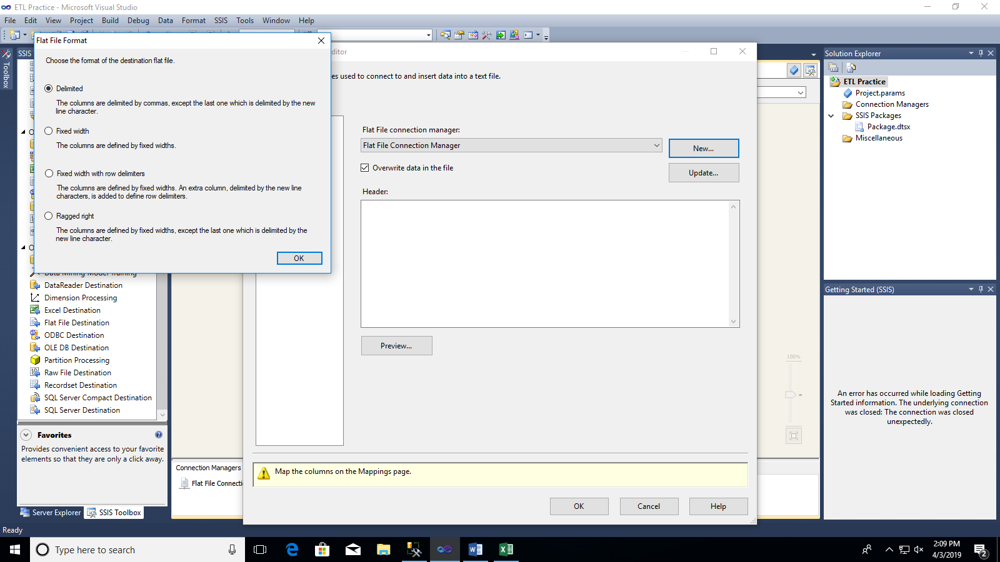 ETL Practice - Microsoft Visual Studio
File Edit View Project Build Debug Data Format SSIS Tools Window Help
Flat File Format
Choose the format of the destination flat file.
Delimited
The columns are delimited by commas, except the last one which is delimited by the new
line character.
Fixed width
The columns are defined by fixed widths.
Fixed width with row delimiters
The columns are defined by fixed widths. An extra column, delimited by the new line
characters, is added to define row delimiters.
Ragged right
The columns are defined by fixed widths, except the last one which is delimited by the
new line character.
OK
Toolbox
SSIS
DataReader Destination
Dimension Processing
Excel Destination
Flat File Destination
ODBC Destination
OLE DB Destination
Partition Processing
Raw File Destination
Recordset Destination
SQL Server Compact Destination
SQL Server Destination
Favorites
Provides convenient access to your favorite
elements so that they are only a click away.
Server Explorer SSIS Toolbox
used to connect to and insert data into a text file.
Flat File connection manager:
Flat File Connection Manager
New...
Overwrite data in the file
Update...
Header:
Preview...
Map the columns on the Mappings page.
OK Cancel Help
Connection Managers
Flat File
100%
Solution Explorer
ETL Practice
Project.params
Connection Managers
SSIS Packages
Package.dtsx
Miscellaneous
Getting Started (SSIS)
An error has occurred while loading Getting
Started information. The underlying connection
was closed: The connection was closed
unexpectedly.
Ready
Type here to search
2:09 PM
4/3/2019
2